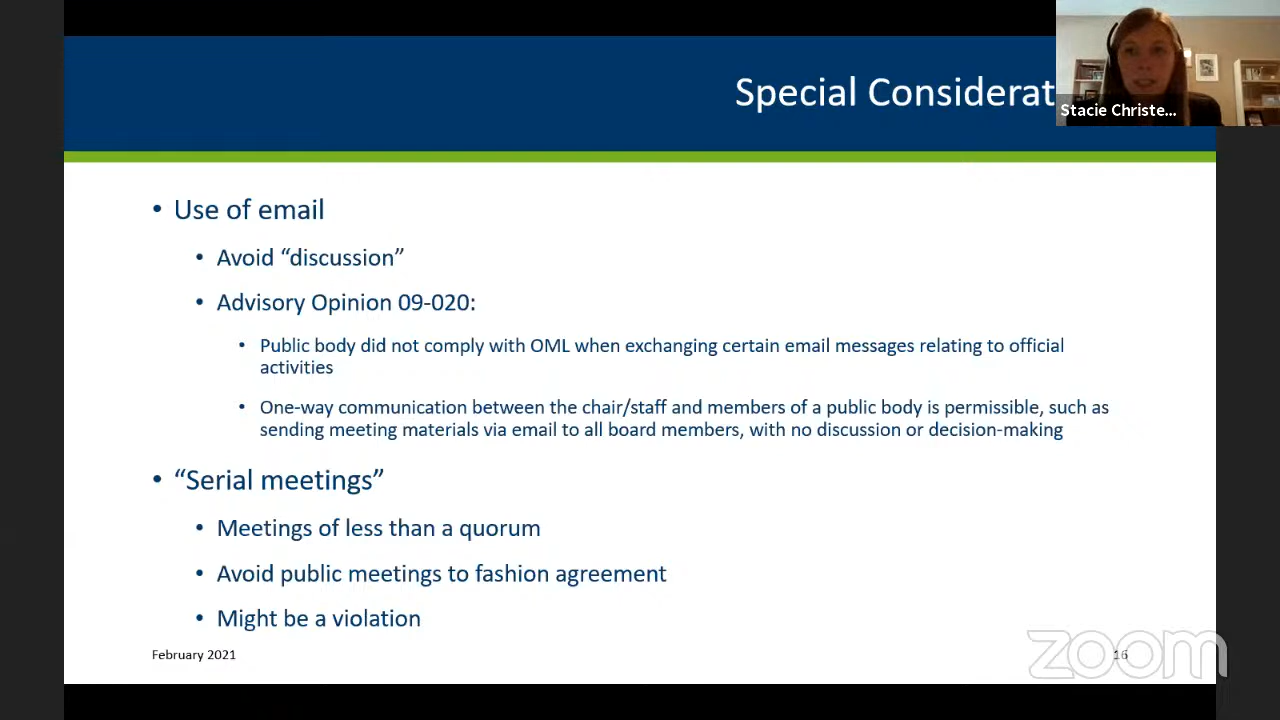 Special Considerat
Stacie Christe...
• Use of email
• Avoid “discussion”
• Advisory Opinion 09-020:
• Public body did not comply with OML when exchanging certain email messages relating to official
activities
• One-way communication between the chair/staff and members of a public body is permissible, such as
sending meeting materials via email to all board members, with no discussion or decision-making
• “Serial meetings”
• Meetings of less than a quorum
• Avoid public meetings to fashion agreement
• Might be a violation
February 2021
16
zoom